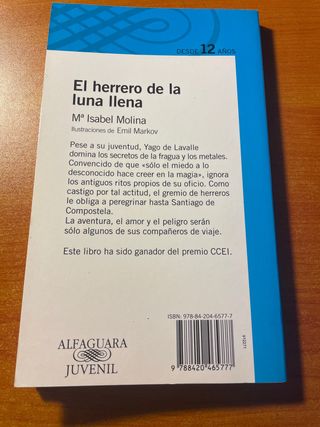 DESDE 12 AÑOS
El herrero de la
luna llena
Mª Isabel Molina
Ilustraciones de Emil Markov
Pese a su juventud, Yago de Lavalle
domina los secretos de la fragua y los metales.
Convencido de que «sólo el miedo a lo
desconocido hace creer en la magia», ignora
los antiguos ritos propios de su oficio. Como
castigo por tal actitud, el gremio de herreros
le obliga a peregrinar hasta Santiago de
Compostela.
La aventura, el amor y el peligro serán
sólo algunos de sus compañeros de viaje.
Este libro ha sido ganador del premio CCEI.
ISBN: 978-84-204-6577-7
9 788420 465777
ALFAGUARA
JUVENIL